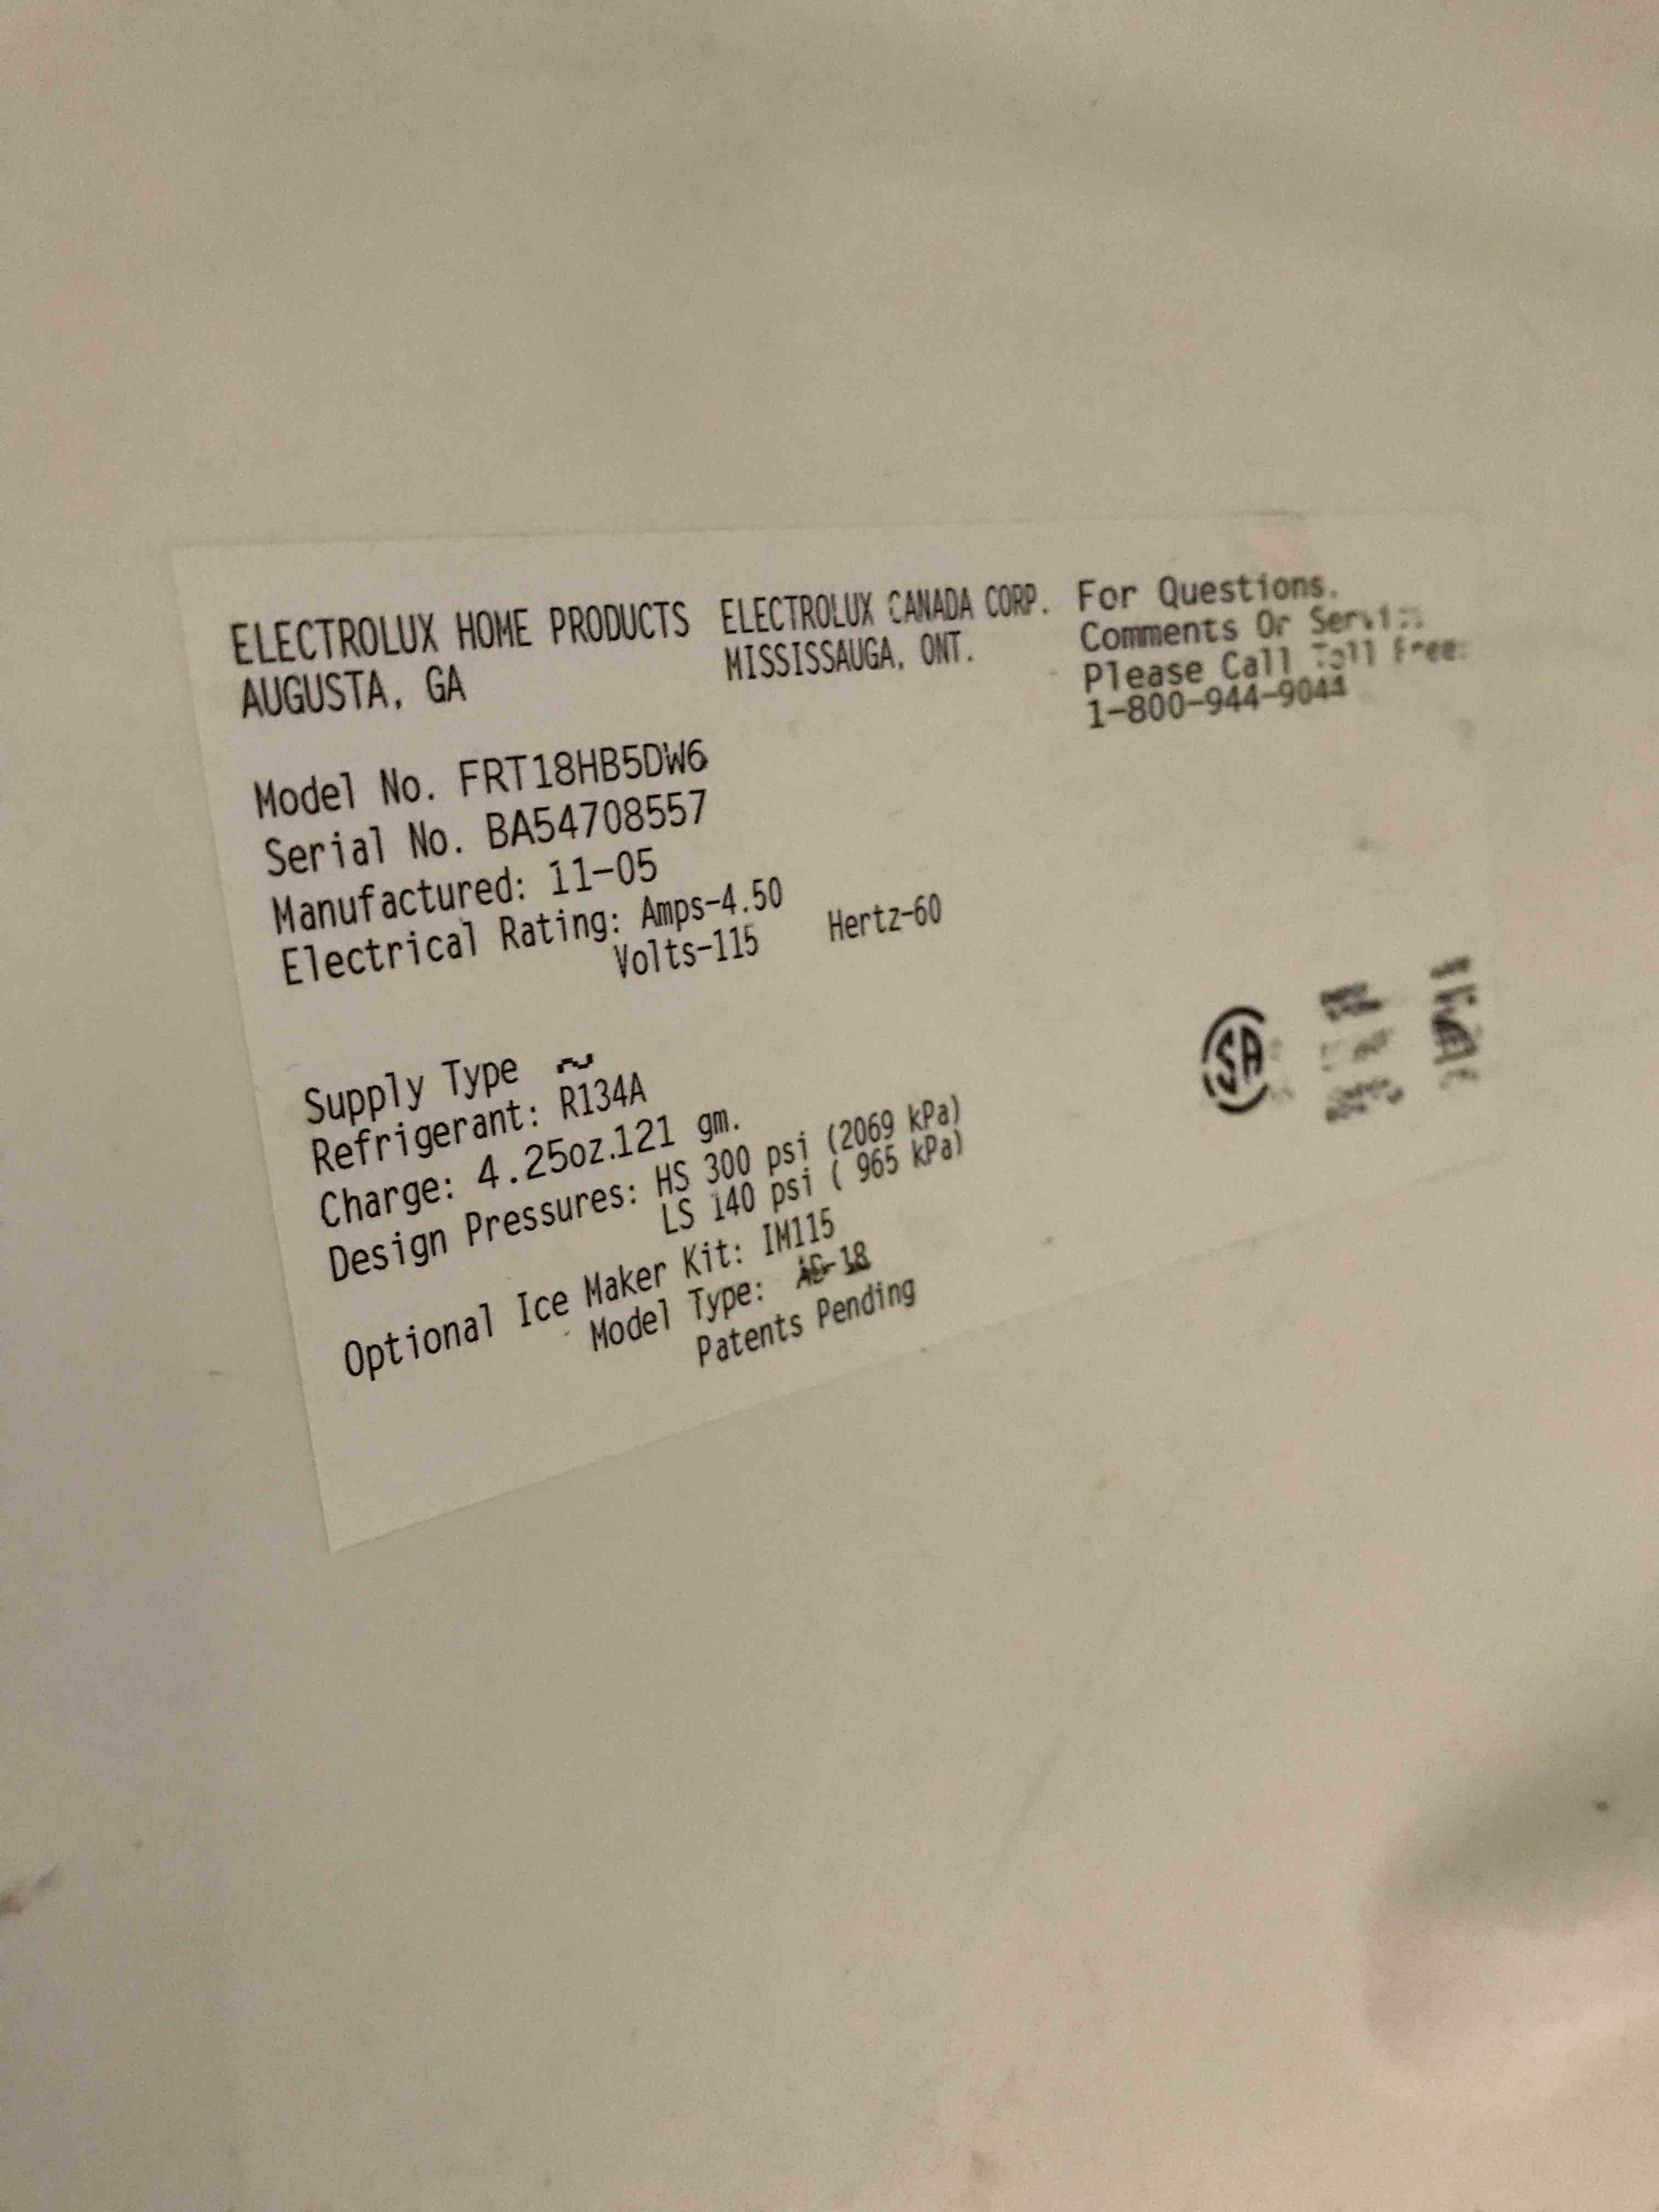 ELECTROLUX HOME PRODUCTS
AUGUSTA, GA
ELECTROLUX CANADA CORP.
MISSISSAUGA, ONT.
For Questions,
Comments Or
Please Call Toll Free:
1-800-944-9044
Model No. FRT18HB5DW6
Serial No. BA54708557
Manufactured: 11-05
Electrical Rating: Amps-4.50
Volts-115 Hertz-60
Supply Type ~
Refrigerant: R134A
Charge: 4.25oz.121 gm.
Design Pressures: HS 300 psi (2069 kPa)
LS 140 psi ( 965 kPa)
Optional Ice Maker Kit: IM115
Model Type:
Patents Pending
SA